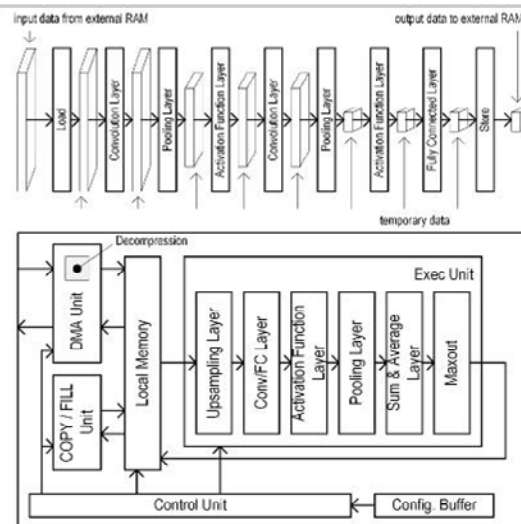 input data from external RAM
output data to external RAM
Load
Convolution Layer
Pooling Layer
Activation Function Layer
Convolution Layer
Pooling Layer
Activation Function Layer
Fully Connected Layer
Store
temporary data
Decompression
DMA Unit
COPY / FILL
Unit
Local Memory
Exec Unit
Upsampling Layer
Conv/FC Layer
Activation Function
Layer
Pooling Layer
Sum & Average
Layer
Maxout
Control Unit
Config. Buffer